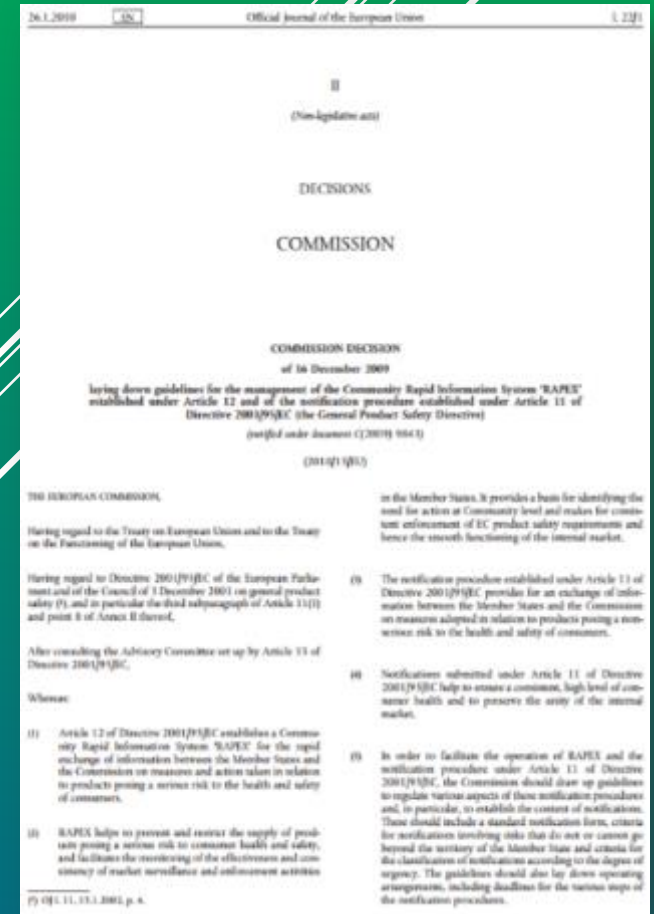 26.1.2010 EN Official Journal of the European Union L 22/1
II
(Non-legislative acts)
DECISIONS
COMMISSION
COMMISSION DECISION
of 16 December 2009
laying down guidelines for the management of the Community Rapid Information System ‘RAPEX’
established under Article 12 and of the notification procedure established under Article 11 of
Directive 2001/95/EC (the General Product Safety Directive)
(notified under document C(2009) 9843)
(2010/15/EU)
THE EUROPEAN COMMISSION,
Having regard to the Treaty on European Union and to the Treaty
on the Functioning of the European Union,
Having regard to Directive 2001/95/EC of the European Parlia-
ment and of the Council of 3 December 2001 on general product
safety (1), and in particular the third subparagraph of Article 11(1)
and point 8 of Annex II thereof,
After consulting the Advisory Committee set up by Article 15 of
Directive 2001/95/EC,
Whereas:
(1) Article 12 of Directive 2001/95/EC establishes a Commun-
ity Rapid Information System ‘RAPEX’ for the rapid
exchange of information between the Member States and
the Commission on measures and action taken in relation
to products posing a serious risk to the health and safety
of consumers.
(2) RAPEX helps to prevent and restrict the supply of prod-
ucts posing a serious risk to consumer health and safety,
and facilitates the monitoring of the effectiveness and con-
sistency of market surveillance and enforcement activities
(1) OJ L 11, 15.1.2002, p. 4.
in the Member States. It provides a basis for identifying the
need for action at Community level and makes for consis-
tent enforcement of EC product safety requirements and
hence the smooth functioning of the internal market.
(3) The notification procedure established under Article 11 of
Directive 2001/95/EC provides for an exchange of infor-
mation between the Member States and the Commission
on measures adopted in relation to products posing a non-
serious risk to the health and safety of consumers.
(4) Notifications submitted under Article 11 of Directive
2001/95/EC help to ensure a consistent, high level of con-
sumer health and to preserve the unity of the internal
market.
(5) In order to facilitate the operation of RAPEX and the
notification procedure under Article 11 of Directive
2001/95/EC, the Commission should draw up guidelines
to regulate various aspects of those notification procedures
and, in particular, to establish the content of notifications.
These should include a standard notification form, criteria
for notifications involving risks that do not or cannot go
beyond the territory of the Member State and criteria for
the classification of notifications according to the degree of
urgency. The guidelines should also lay down operating
arrangements, including deadlines for the various steps of
the notification procedures.